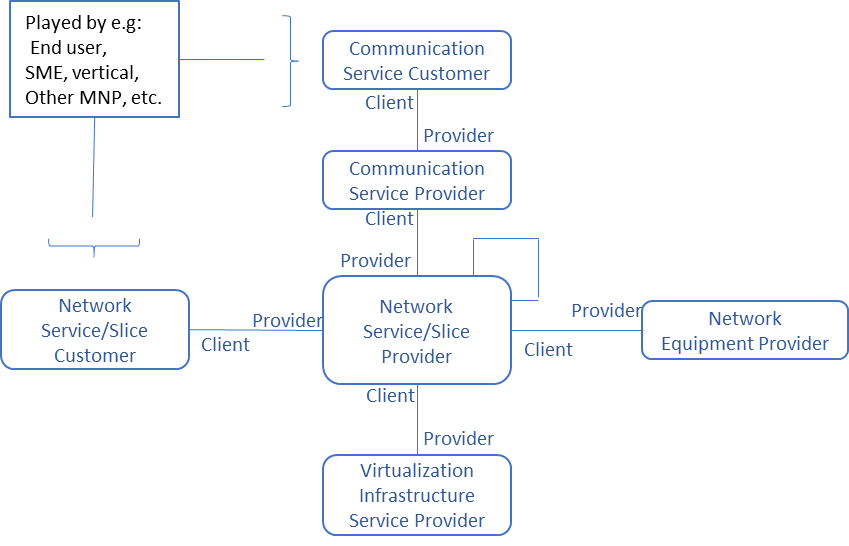 Played by e.g:
End user,
SME, vertical,
Other MNP, etc.
Communication
Service Customer
Client
Provider
Communication
Service Provider
Client
Provider
Network
Service/Slice
Customer
Provider
Client
Network
Service/Slice
Provider
Provider
Client
Network
Equipment Provider
Client
Provider
Virtualization
Infrastructure
Service Provider